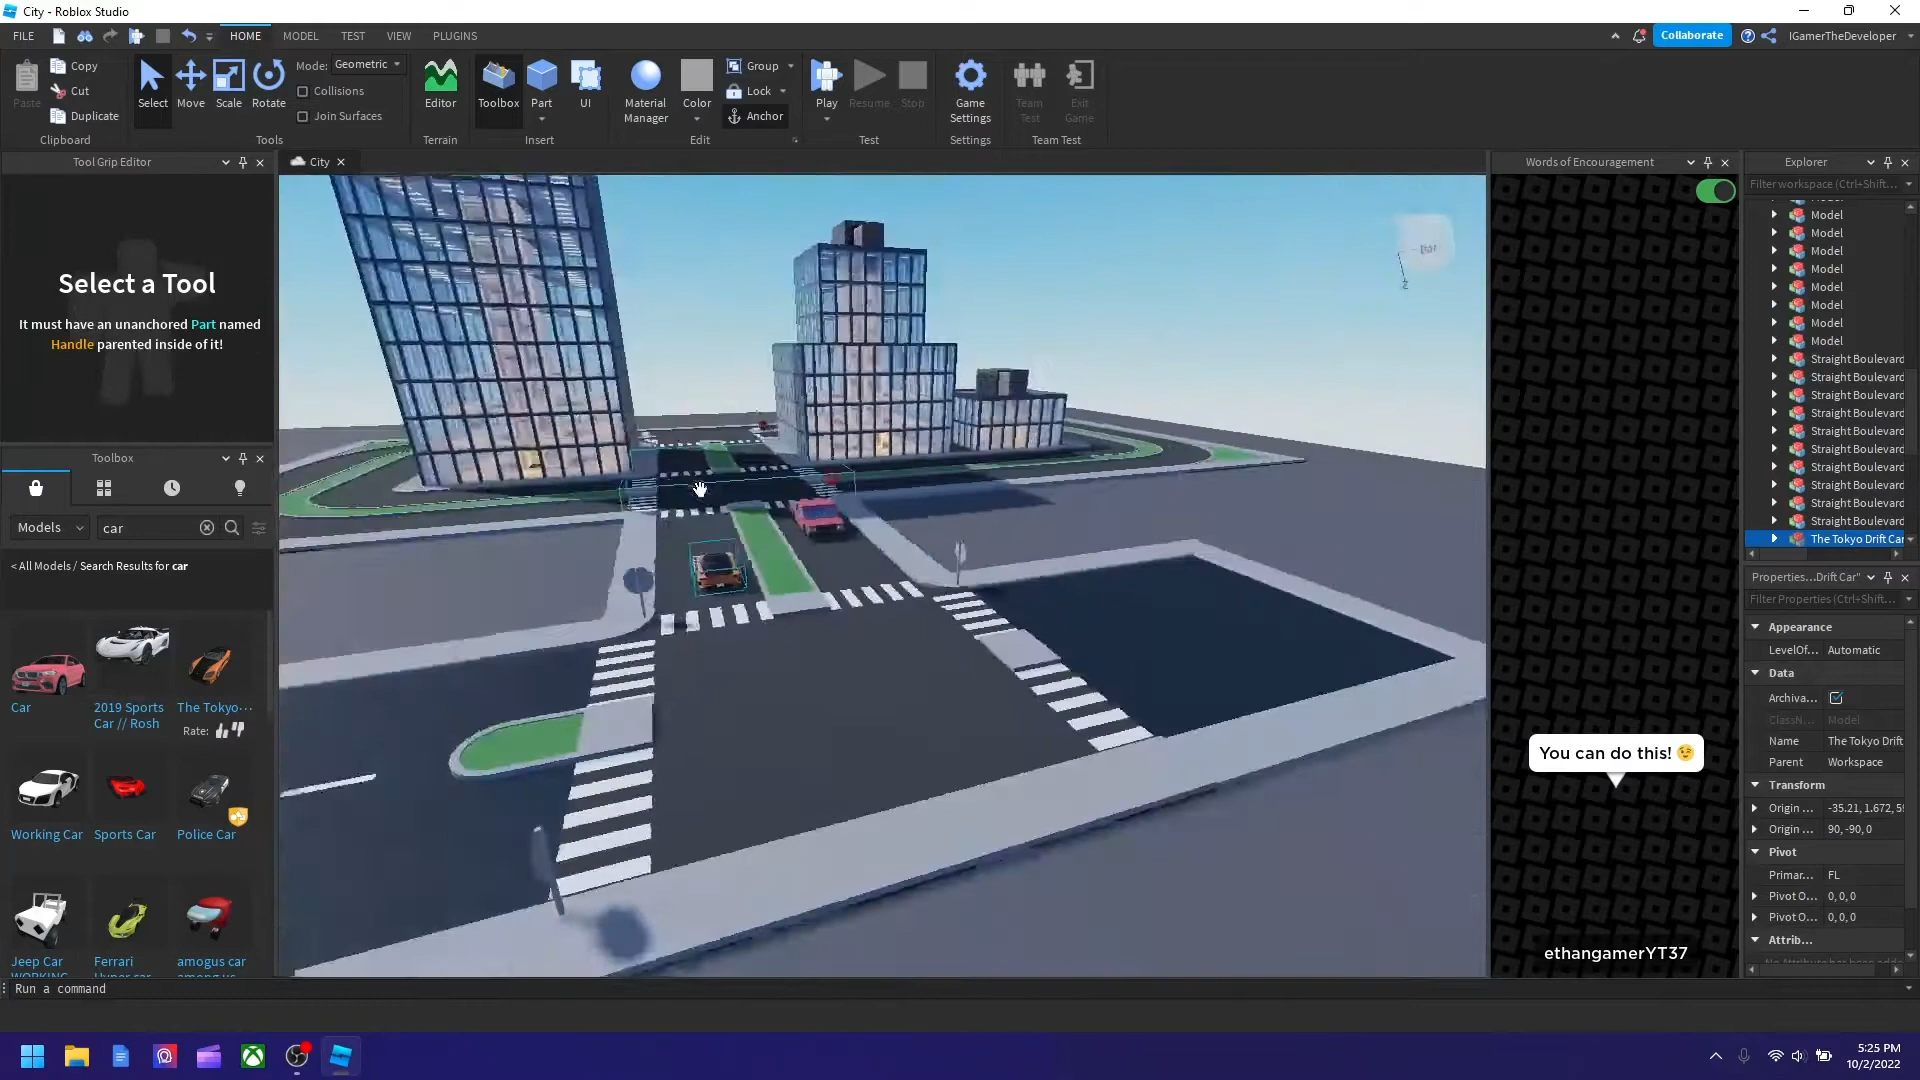 City - Roblox Studio
FILE HOME MODEL TEST VIEW PLUGINS
Collaborate IGamerTheDeveloper
Paste
Copy
Cut
Duplicate
Clipboard
Select Move Scale Rotate
Mode: Geometric
Collisions
Join Surfaces
Tools
Editor
Terrain
Toolbox Part UI
Insert
Material
Manager
Color
Group
Lock
Anchor
Edit
Play Resume Stop
Test
Game
Settings
Settings
Team
Test
Exit
Game
Team Test
Tool Grip Editor
Select a Tool
It must have an unanchored Part named
Handle parented inside of it!
Toolbox
Models car
< All Models / Search Results for car
Car
2019 Sports
Car // Rosh
The Tokyo...
Rate:
Working Car
Sports Car
Police Car
Jeep Car
WORKING
Ferrari
Hyper car
amogus car
among us
City
Z
Words of Encouragement
You can do this! 😉
ethangamerYT37
Explorer
Filter workspace (Ctrl+Shift...
Model
Model
Model
Model
Model
Model
Model
Model
Straight Boulevard
Straight Boulevard
Straight Boulevard
Straight Boulevard
Straight Boulevard
Straight Boulevard
Straight Boulevard
Straight Boulevard
Straight Boulevard
Straight Boulevard
The Tokyo Drift Car
Properties...Drift Car"
Filter Properties (Ctrl+Shift...
Appearance
LevelOf... Automatic
Data
Archiva...
ClassN... Model
Name The Tokyo Drift
Parent Workspace
Transform
Origin ... -35.21, 1.672, 5
Origin ... 90, -90, 0
Pivot
Primar... FL
Pivot O... 0, 0, 0
Pivot O... 0, 0, 0
Attrib...
Run a command
5:25 PM
10/2/2022